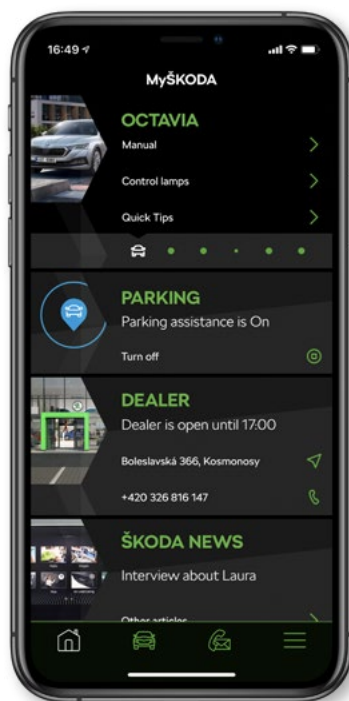 16:49
MyŠKODA
OCTAVIA
Manual
Control lamps
Quick Tips
PARKING
Parking assistance is On
Turn off
DEALER
Dealer is open until 17:00
Boleslavská 366, Kosmonosy
+420 326 816 147
ŠKODA NEWS
Interview about Laura
Other articles